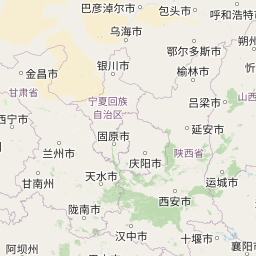 巴彦淖尔市
包头市
呼和浩特
乌海市
鄂尔多斯市
朔州
银川市
榆林市
忻
金昌市
甘肃省
宁夏回族
自治区
吕梁市
山西
西宁市
固原市
延安市
兰州市
庆阳市
陕西省
甘南州
天水市
运城市
陇南市
西安市
汉中市
十堰市
阿坝州
襄阳市